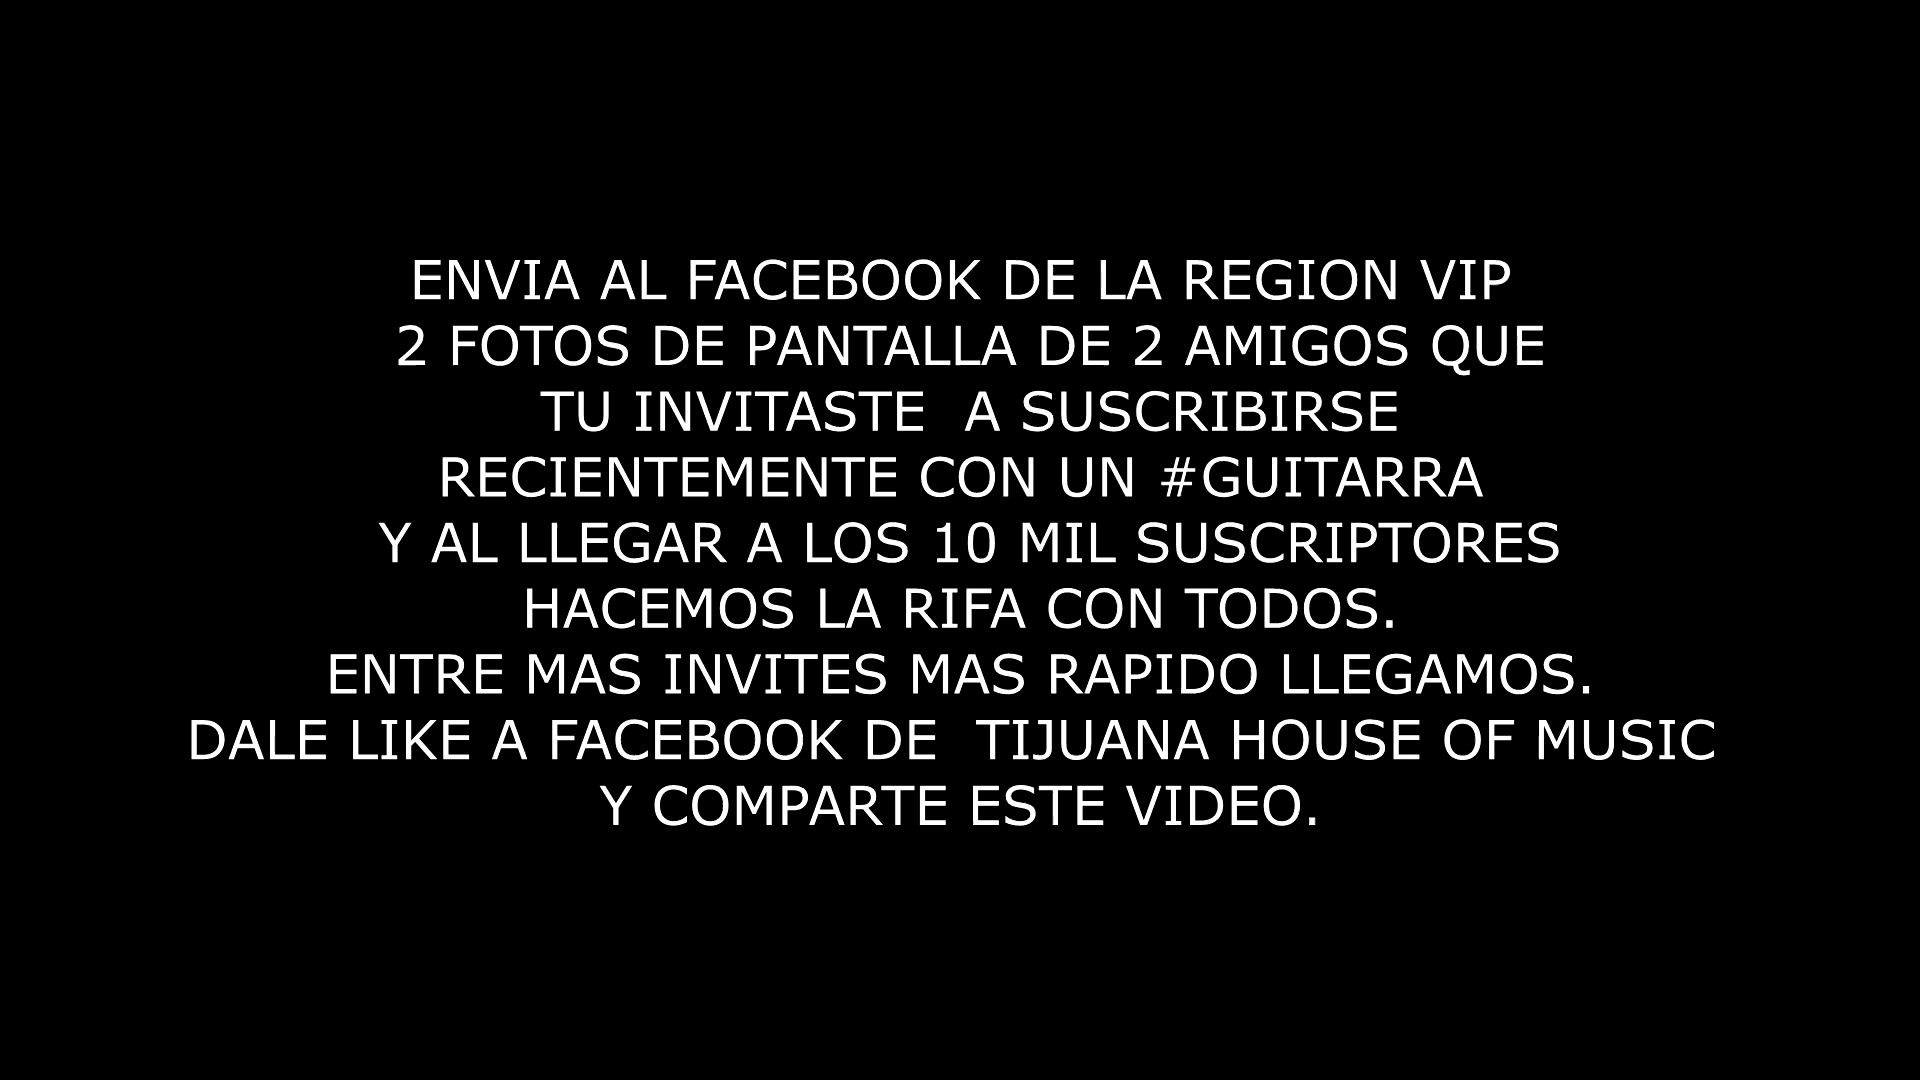 ENVIA AL FACEBOOK DE LA REGION VIP
2 FOTOS DE PANTALLA DE 2 AMIGOS QUE
TU INVITASTE  A SUSCRIBIRSE
RECIENTEMENTE CON UN #GUITARRA
Y AL LLEGAR A LOS 10 MIL SUSCRIPTORES
HACEMOS LA RIFA CON TODOS.
ENTRE MAS INVITES MAS RAPIDO LLEGAMOS.
DALE LIKE A FACEBOOK DE  TIJUANA HOUSE OF MUSIC
Y COMPARTE ESTE VIDEO.